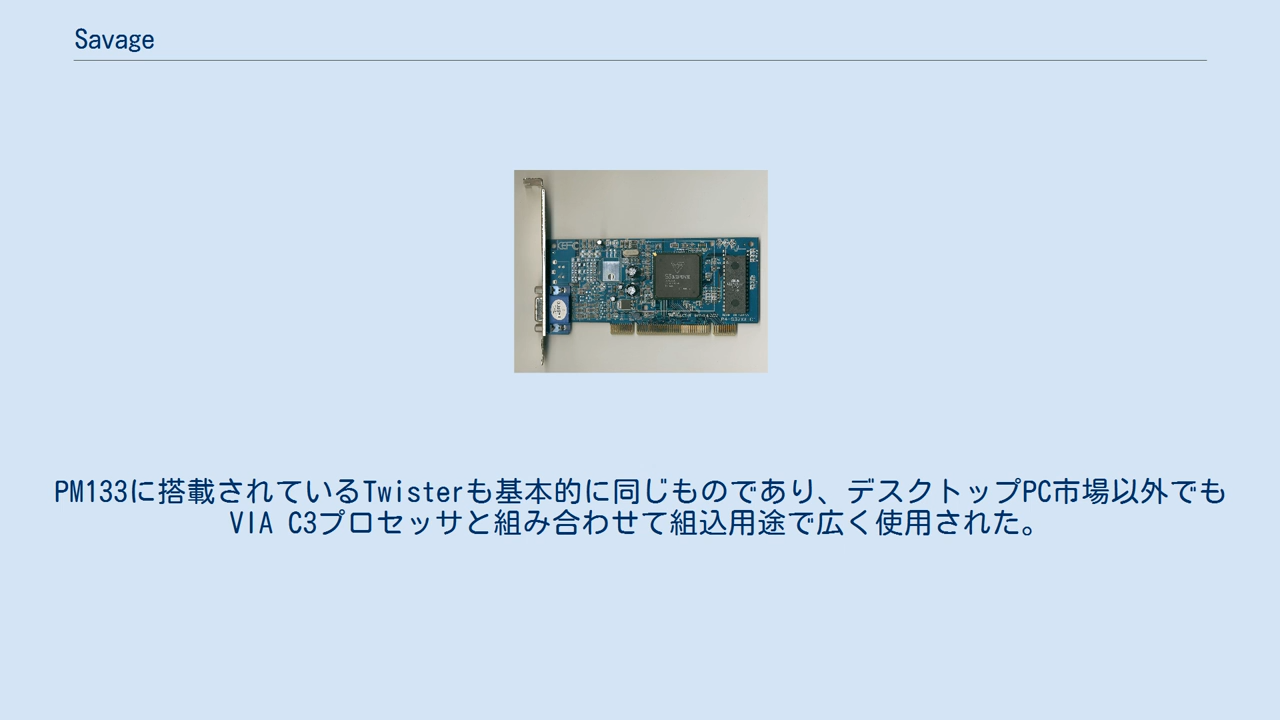 Savage
PM133に搭載されているTwisterも基本的に同じものであり、デスクトップPC市場以外でも
VIA C3プロセッサと組み合わせて組込用途で広く使用された。